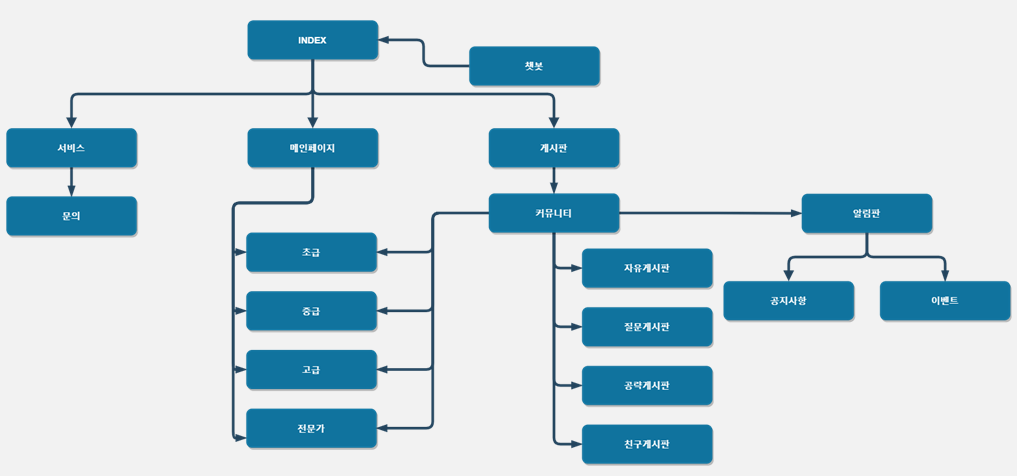 INDEX
챗봇
서비스
메인페이지
게시판
문의
커뮤니티
알림판
초급
자유게시판
공지사항
이벤트
중급
질문게시판
고급
공략게시판
전문가
친구게시판